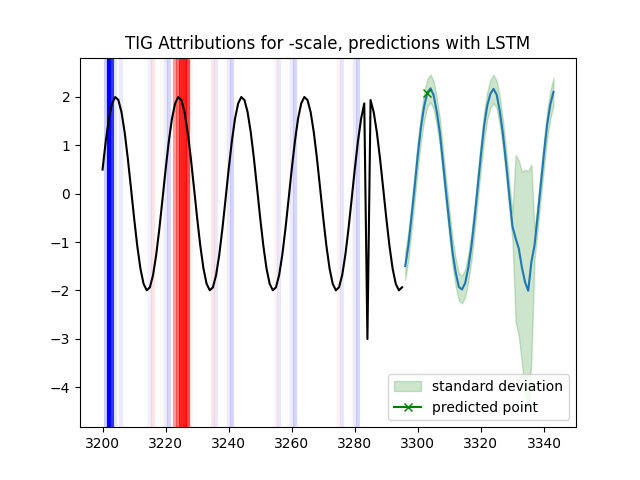 TIG Attributions for -scale, predictions with LSTM
2
1
0
−1
−2
−3
−4
standard deviation
predicted point
3200 3220 3240 3260 3280 3300 3320 3340